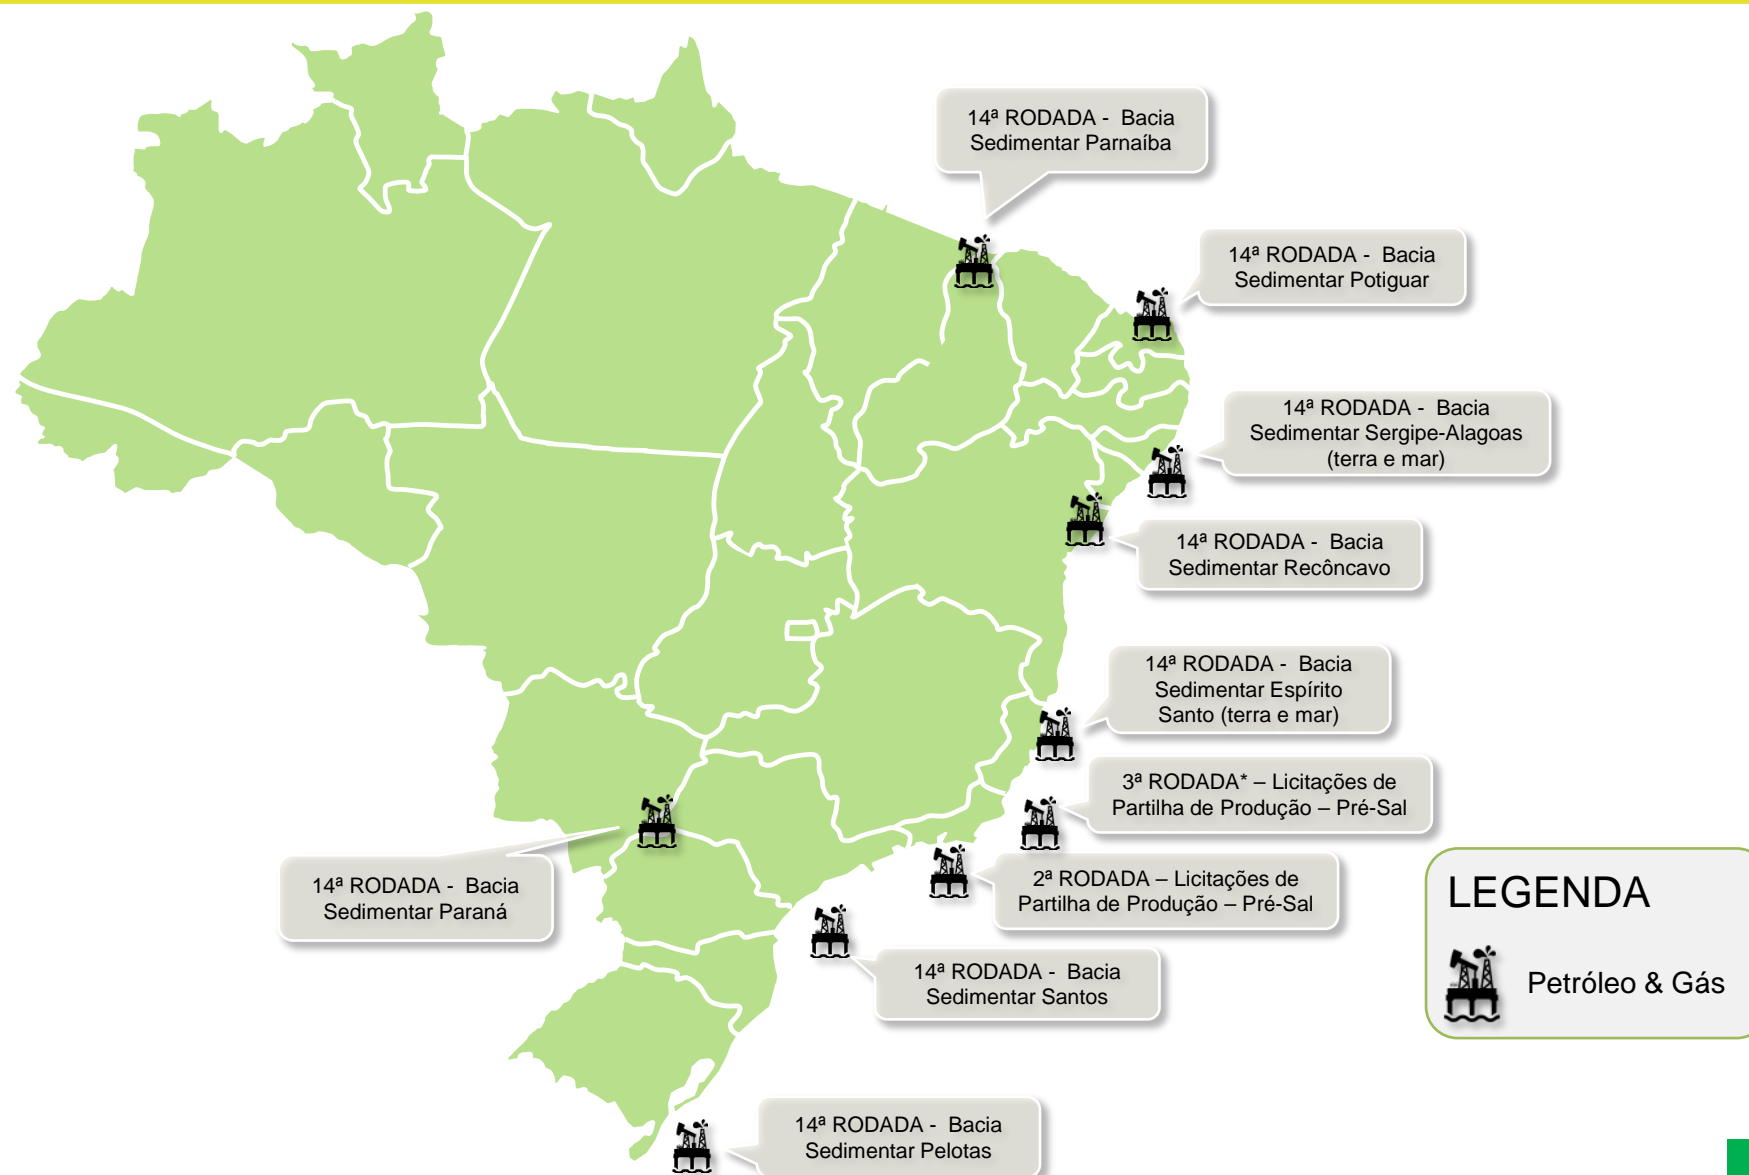 14ª RODADA - Bacia
Sedimentar Parnaíba
14ª RODADA - Bacia
Sedimentar Potiguar
14ª RODADA - Bacia
Sedimentar Sergipe-Alagoas
(terra e mar)
14ª RODADA - Bacia
Sedimentar Recôncavo
14ª RODADA - Bacia
Sedimentar Espírito
Santo (terra e mar)
3ª RODADA* – Licitações de
Partilha de Produção – Pré-Sal
2ª RODADA – Licitações de
Partilha de Produção – Pré-Sal
14ª RODADA - Bacia
Sedimentar Paraná
14ª RODADA - Bacia
Sedimentar Santos
14ª RODADA - Bacia
Sedimentar Pelotas
LEGENDA
Petróleo & Gás